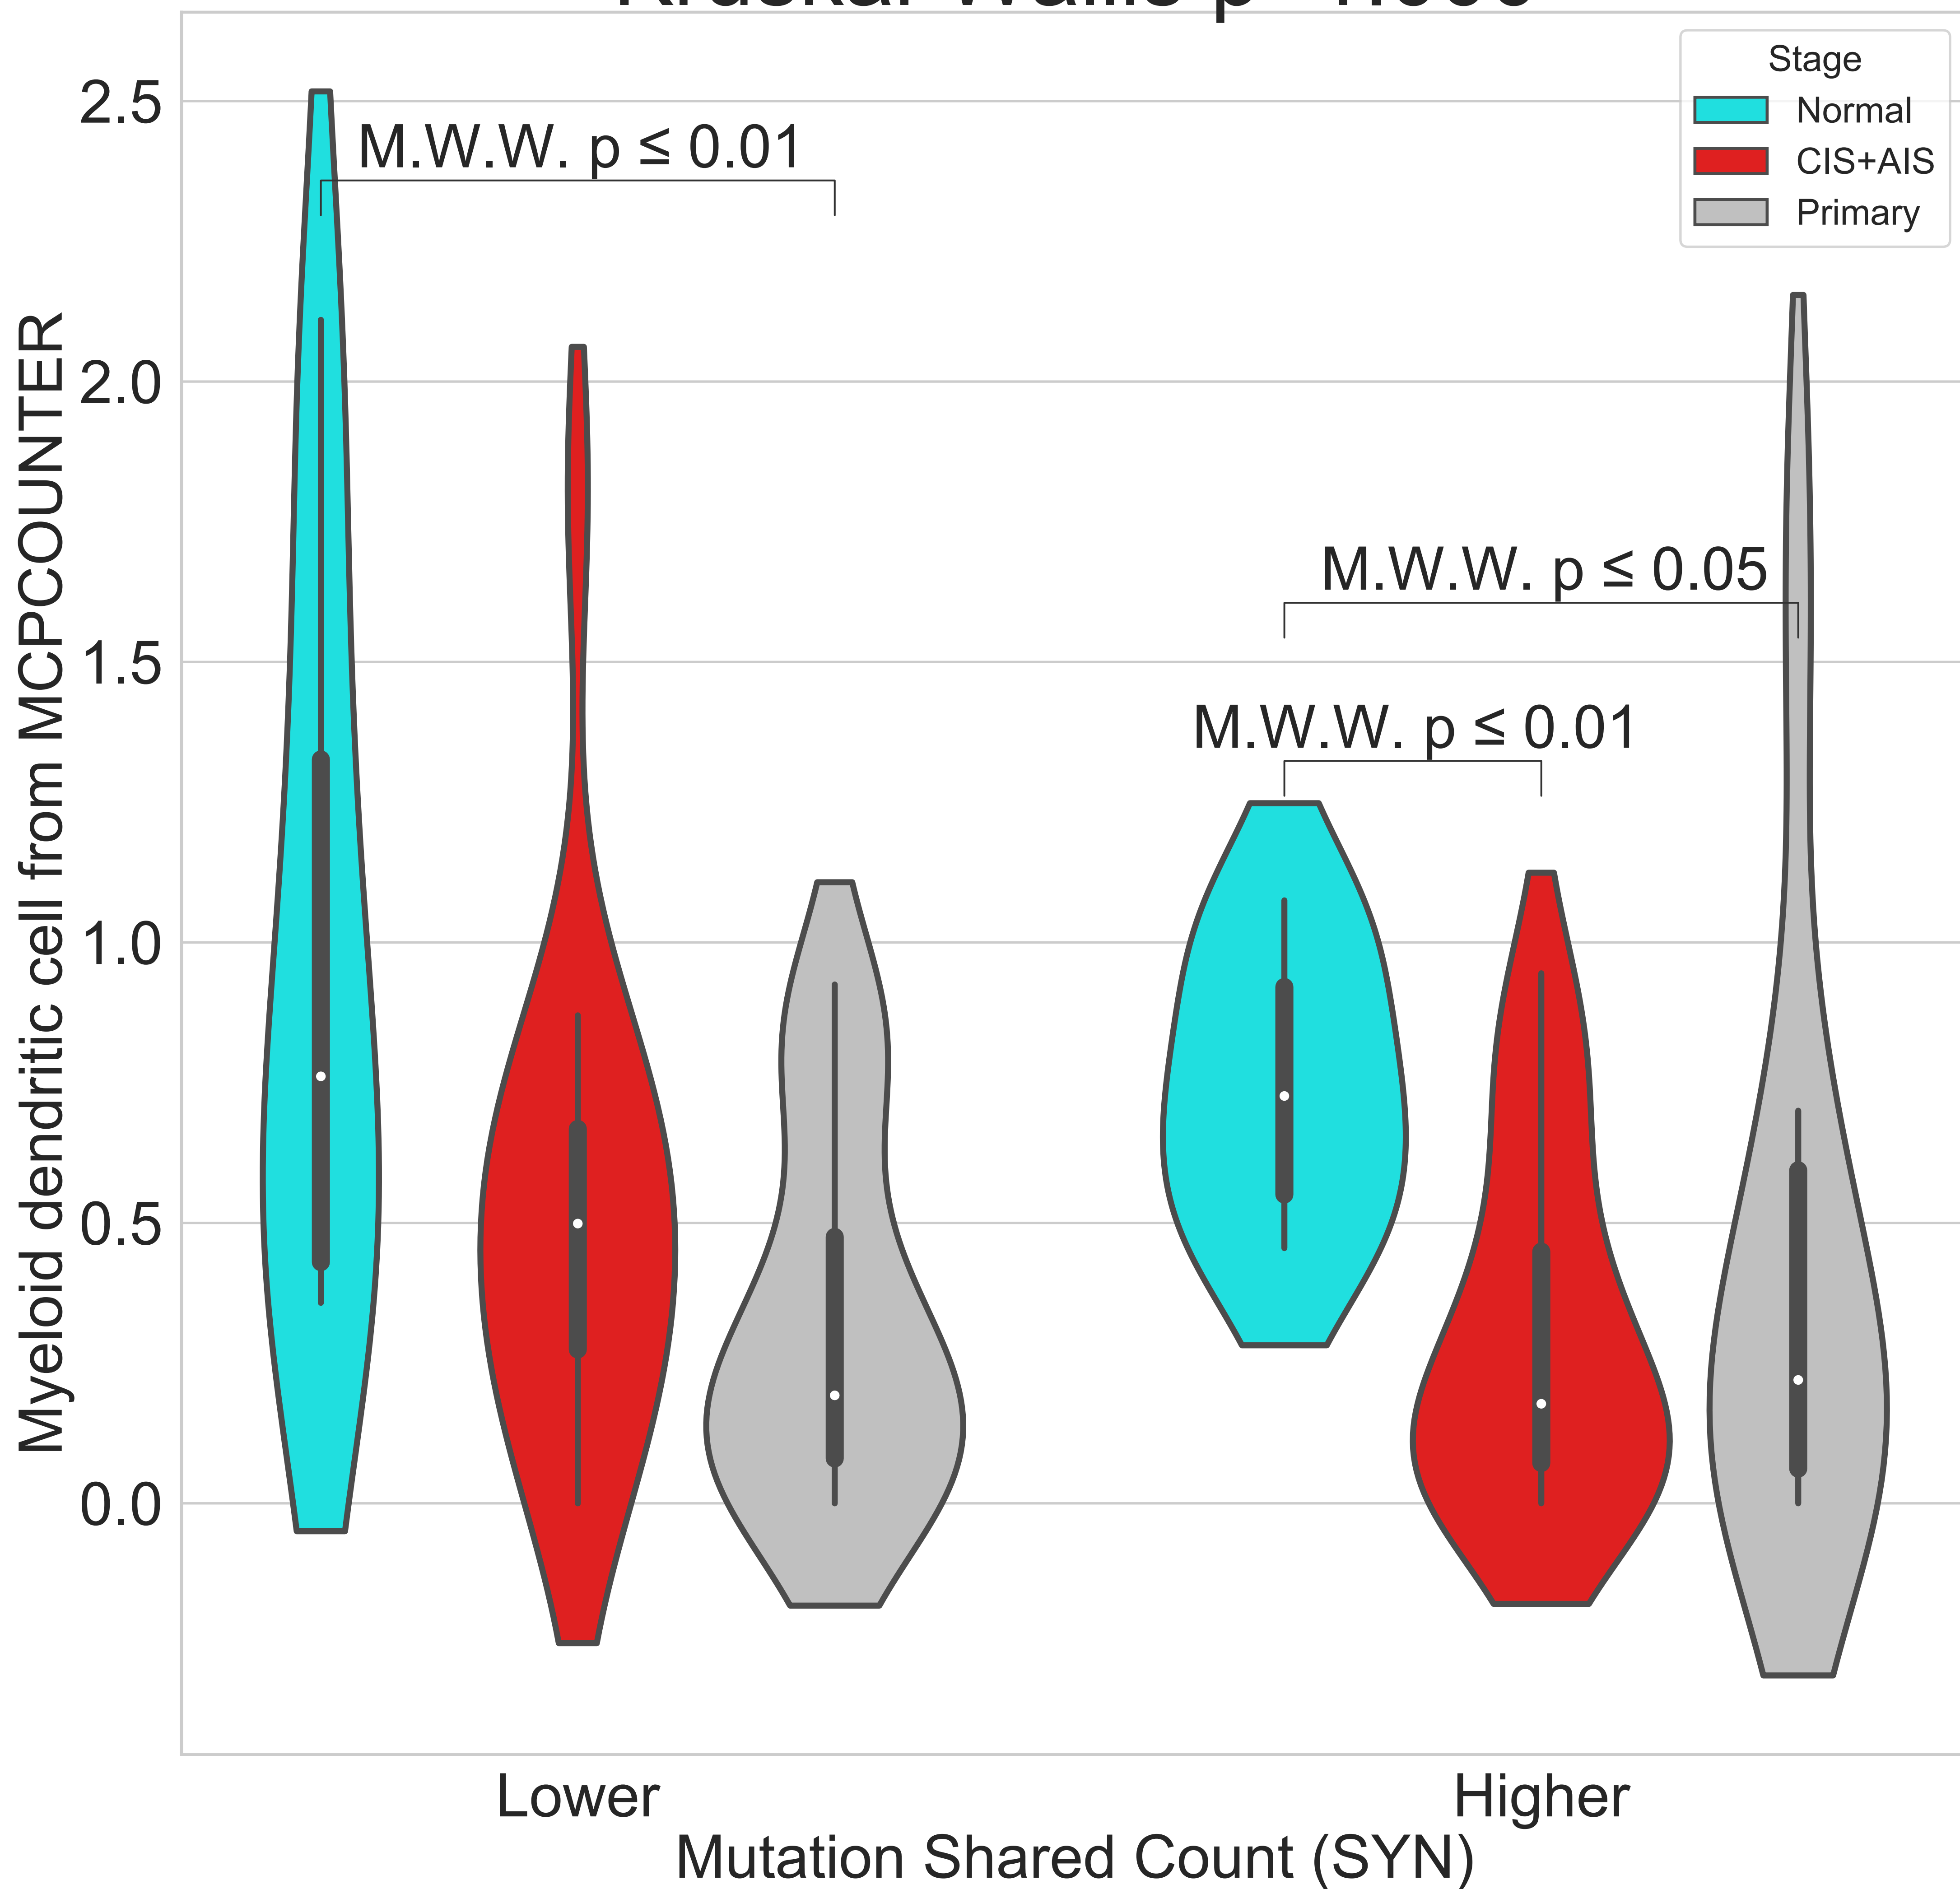 Stage
Normal
CIS+AIS
Primary
M.W.W. p ≤ 0.01
M.W.W. p ≤ 0.05
M.W.W. p ≤ 0.01
Myeloid dendritic cell from MCPCOUNTER
2.5
2.0
1.5
1.0
0.5
0.0
Lower
Higher
Mutation Shared Count (SYN)